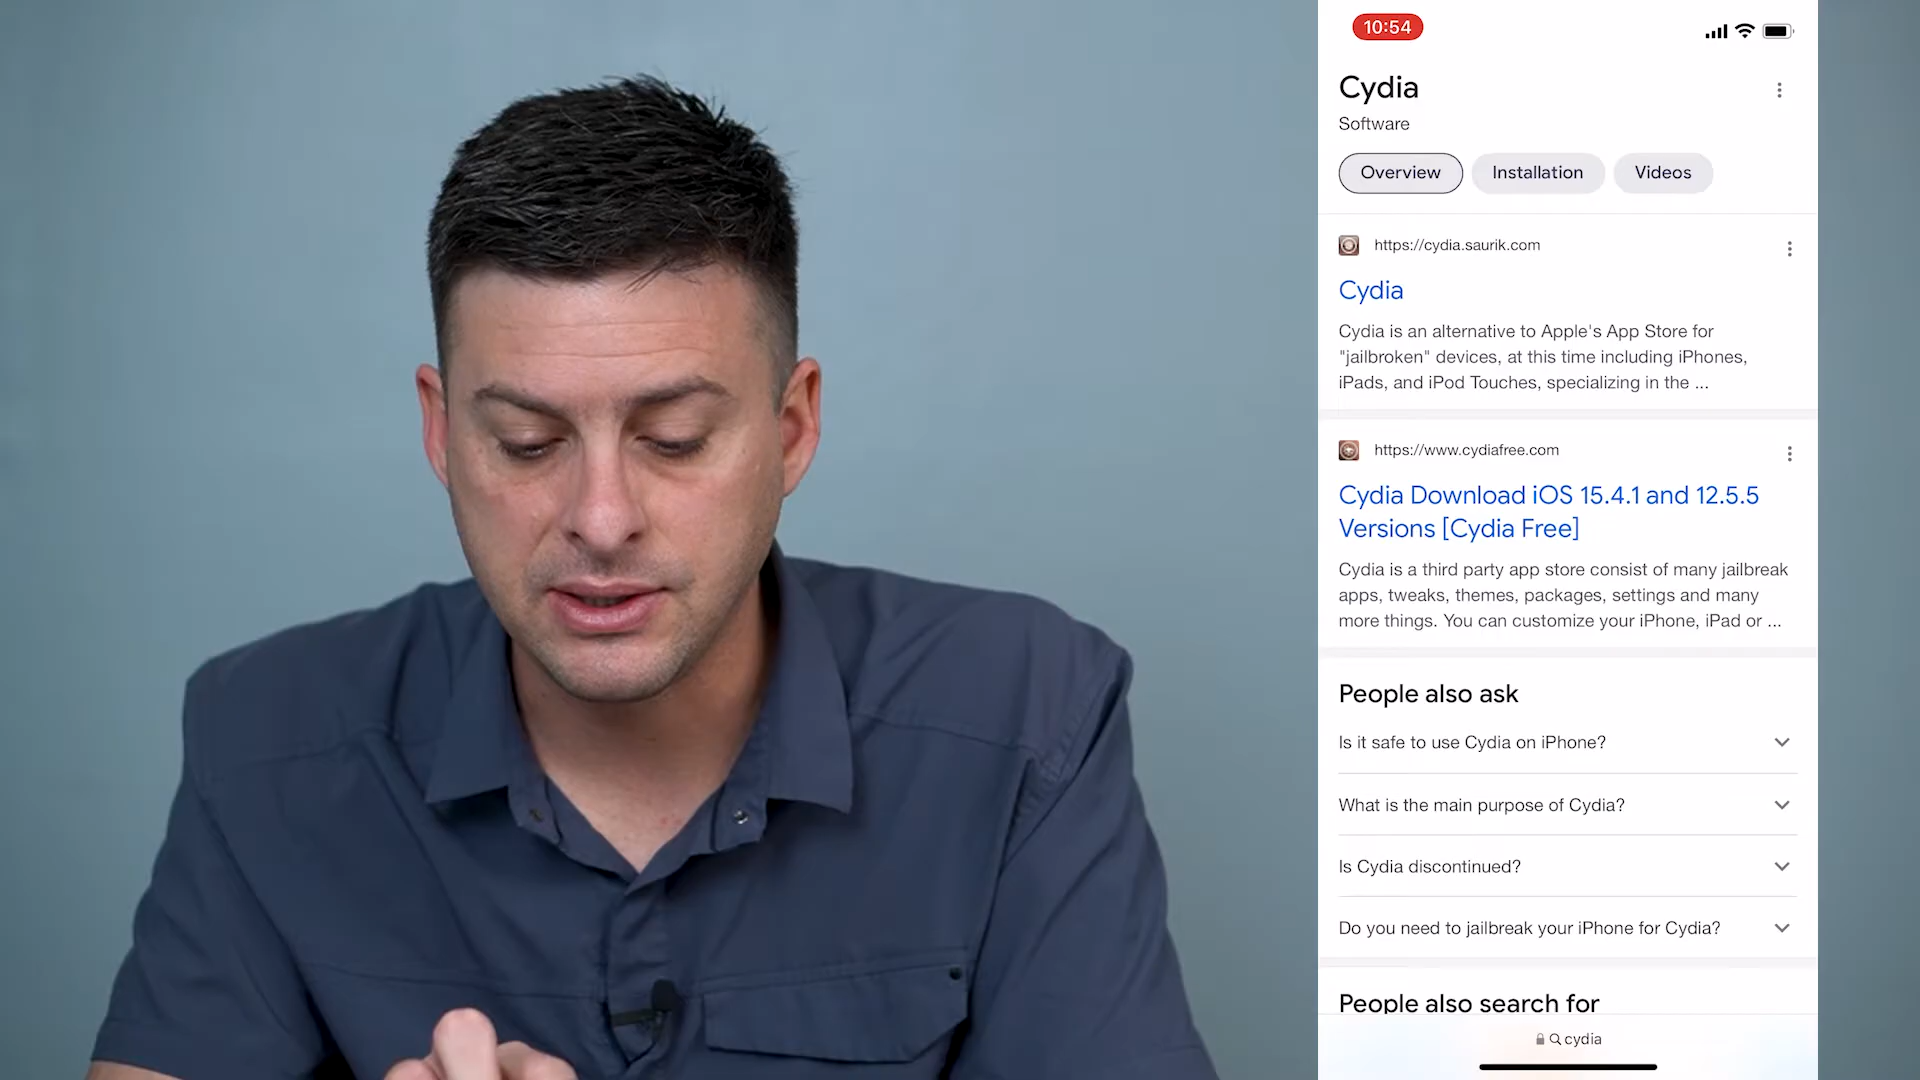 10:54
Cydia
Software
Overview
Installation
Videos
https://cydia.saurik.com
Cydia
Cydia is an alternative to Apple's App Store for
"jailbroken" devices, at this time including iPhones,
iPads, and iPod Touches, specializing in the ...
https://www.cydiafree.com
Cydia Download iOS 15.4.1 and 12.5.5
Versions [Cydia Free]
Cydia is a third party app store consist of many jailbreak
apps, tweaks, themes, packages, settings and many
more things. You can customize your iPhone, iPad or ...
People also ask
Is it safe to use Cydia on iPhone?
What is the main purpose of Cydia?
Is Cydia discontinued?
Do you need to jailbreak your iPhone for Cydia?
People also search for
cydia